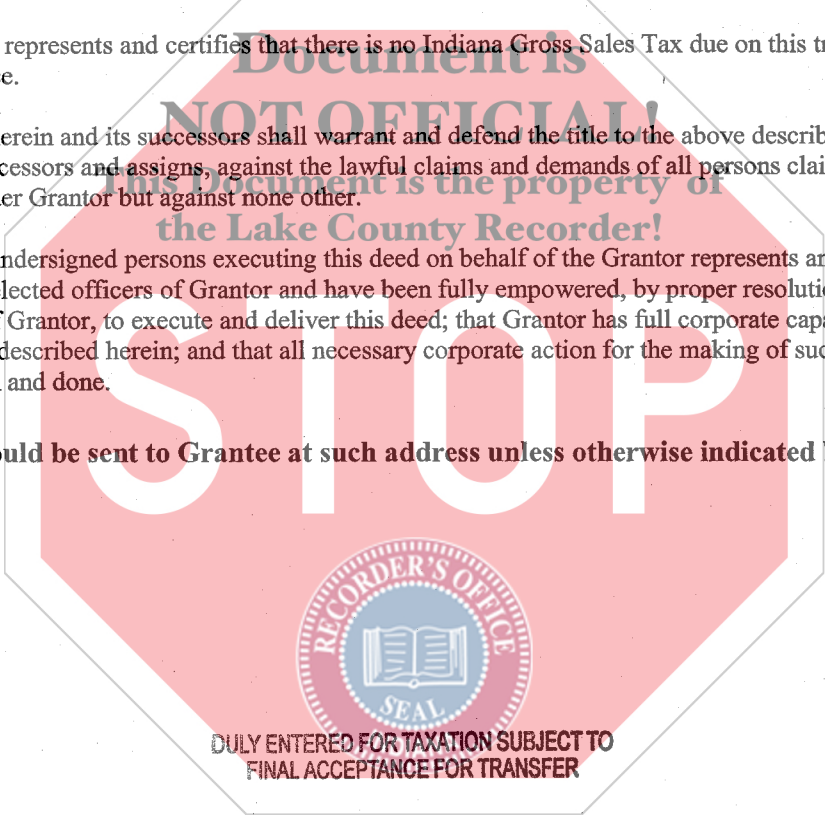 represents and certifies that there is no Indiana Gross Sales Tax due on this
Document is
e.
NOT OFFICIAL!
erein and its successors shall warrant and defend the title to the above describ
cessors and assigns, against the lawful claims and demands of all persons clai
This Document is the property of
er Grantor but against none other.
the Lake County Recorder!
ndersigned persons executing this deed on behalf of the Grantor represents an
lected officers of Grantor and have been fully empowered, by proper resoluti
f Grantor, to execute and deliver this deed; that Grantor has full corporate capa
described herein; and that all necessary corporate action for the making of suc
and done.
STOP
ould be sent to Grantee at such address unless otherwise indicated
RECORDER'S OFFICE
SEAL
DULY ENTERED FOR TAXATION SUBJECT TO
FINAL ACCEPTANCE FOR TRANSFER